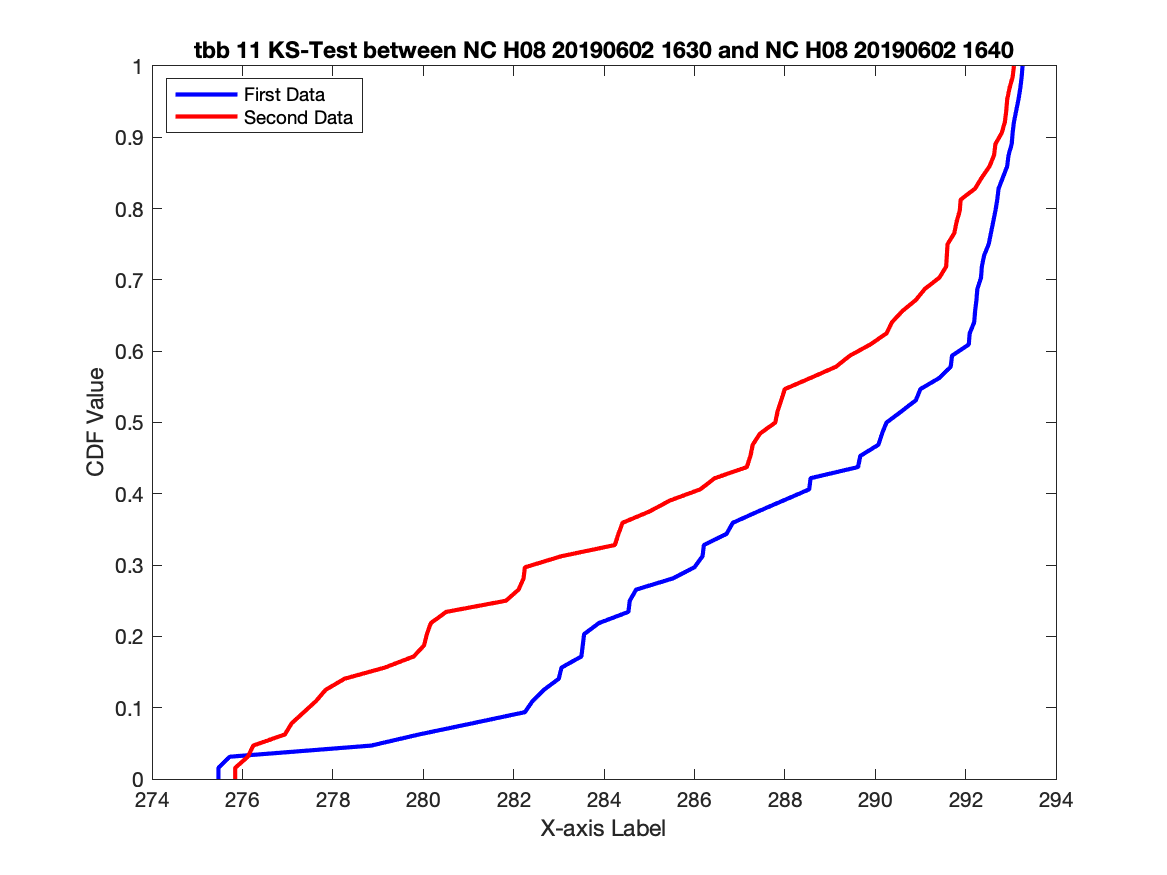 tbb 11 KS-Test between NC H08 20190602 1630 and NC H08 20190602 1640
First Data
Second Data
1
0.9
0.8
0.7
0.6
0.5
0.4
0.3
0.2
0.1
0
CDF Value
274 276 278 280 282 284 286 288 290 292 294
X-axis Label